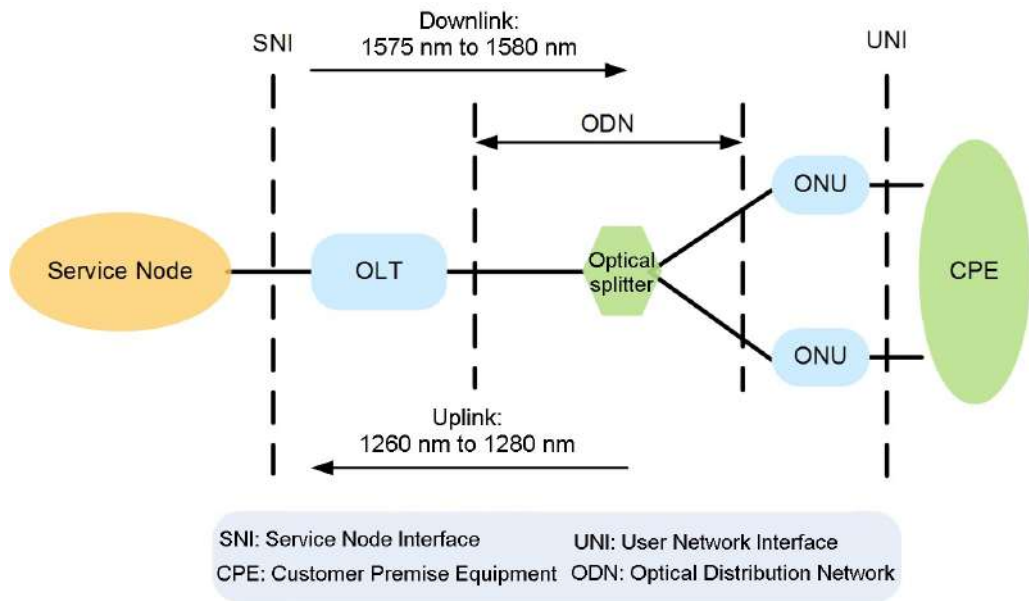 Downlink:
1575 nm to 1580 nm
SNI
UNI
ODN
ONU
Service Node
OLT
Optical
splitter
CPE
ONU
Uplink:
1260 nm to 1280 nm
SNI: Service Node Interface
UNI: User Network Interface
CPE: Customer Premise Equipment
ODN: Optical Distribution Network